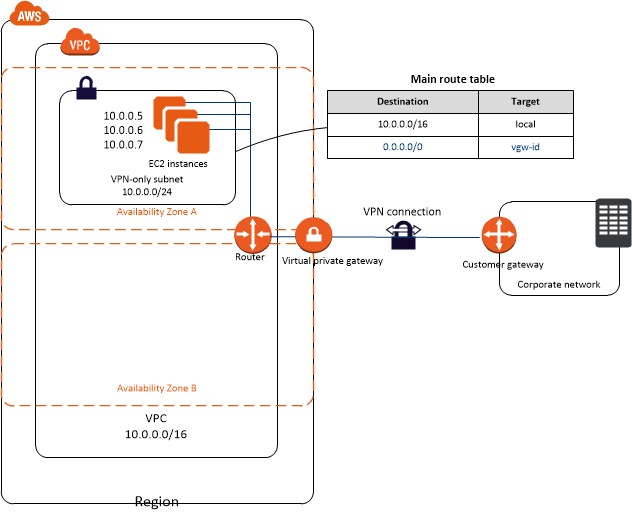 AWS
VPC
10.0.0.5
10.0.0.6
10.0.0.7
EC2 instances
VPN-only subnet
10.0.0.0/24
Availability Zone A
Main route table
Destination Target
10.0.0.0/16 local
0.0.0.0/0 vgw-id
VPN connection
Router
Virtual private gateway
Customer gateway
Corporate network
Availability Zone B
VPC
10.0.0.0/16
Region